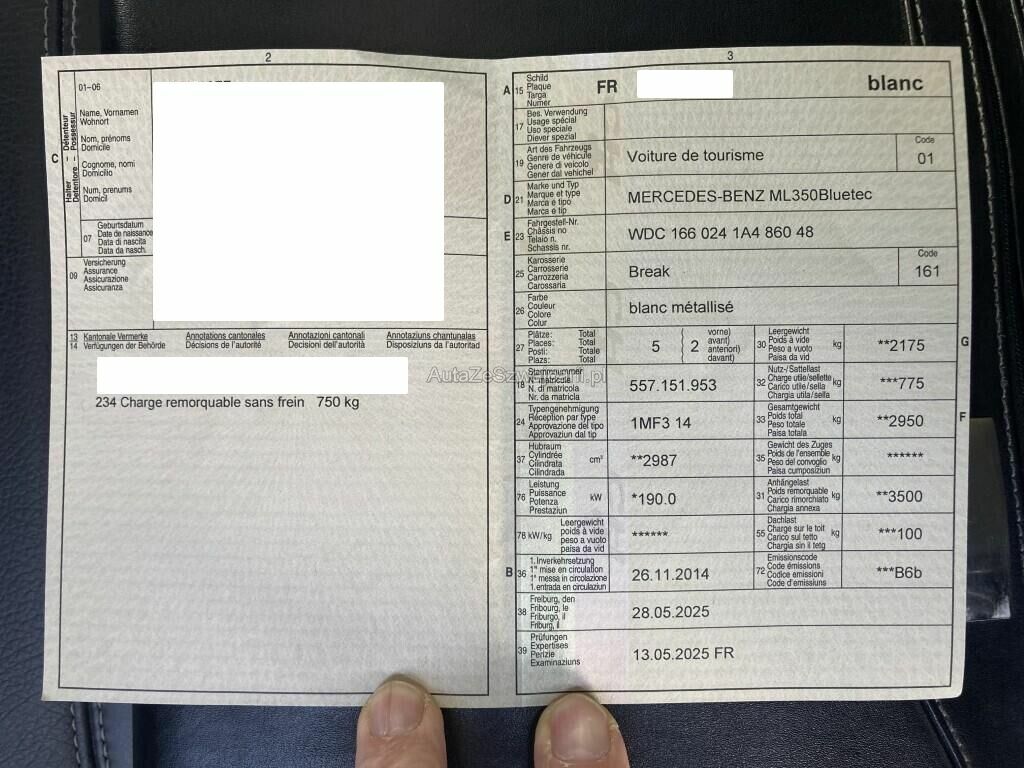 2
01-06
Détenteur – Possessur
Halter – Detentore
C
Name, Vornamen
Wohnort
Nom, prénoms
Domicile
Cognome, nomi
Domicilio
Num, prenums
Domicil
07
Geburtsdatum
Date de naissance
Data di nascita
Data da nasch.
09
Versicherung
Assurance
Assicurazione
Assicuranza
13 Kantonale Vermerke Annotations cantonales Annotazioni cantonali Annotaziuns chantunalas
14 Verfügungen der Behörde Décisions de l'autorité Decisioni dell'autorità Disposiziuns da l'autoritad
234 Charge remorquable sans frein 750 kg
3
A 15
Schild
Plaque
Targa
Numer
FR blanc
17
Bes. Verwendung
Usage spécial
Uso speciale
Diever spezial
19
Art des Fahrzeugs
Genre de véhicule
Genere di veicolo
Gener dal vehichel
Voiture de tourisme
Code
01
D 21
Marke und Typ
Marque et type
Marca e tipo
Marca e tip
MERCEDES-BENZ ML350Bluetec
E 23
Fahrgestell-Nr.
Châssis no
Telaio n.
Schassis nr.
WDC 166 024 1A4 860 48
25
Karosserie
Carrosserie
Carrozzeria
Carossaria
Break
Code
161
26
Farbe
Couleur
Colore
Colur
blanc métallisé
27
Plätze: Total
Places: Total
Posti: Totale
Plazs: Total
5 2
vorne)
avant)
anteriori)
davant)
30
Leergewicht
Poids à vide
Peso a vuoto
Paisa da vid
kg
**2175
G
18
Stammnummer
N° matricule
N. di matricola
Nr. da matricla
557.151.953
32
Nutz-/Sattellast
Charge utile/sellette
Carico utile/sella
Chargia utila/sella
kg
***775
24
Typengenehmigung
Réception par type
Approvazione del tipo
Approvaziun dal tip
1MF3 14
33
Gesamtgewicht
Poids total
Peso totale
Paisa totala
kg
**2950
F
37
Hubraum
Cylindrée
Cilindrata
Cilindrada
cm³
**2987
35
Gewicht des Zuges
Poids de l'ensemble
Peso del convoglio
Paisa cumposiziun
kg
******
76
Leistung
Puissance
Potenza
Prestaziun
kW
*190.0
31
Anhängelast
Poids remorquable
Carico rimorchiato
Chargia annexa
kg
**3500
78 kW/kg
Leergewicht
poids à vide
peso a vuoto
paisa da vid
******
55
Dachlast
Charge sur le toit
Carico sul tetto
Chargia sin il tetg
kg
***100
B 36
1. Inverkehrsetzung
1re mise en circulation
1a messa in circolazione
1. entrada en circulaziun
26.11.2014
72
Emissionscode
Code émissions
Codice emissioni
Code d'emissiuns
***B6b
38
Freiburg, den
Fribourg, le
Friburgo, il
Friburg, il
28.05.2025
39
Prüfungen
Expertises
Perizie
Examinaziuns
13.05.2025 FR
AutaZeSzwajcarii.pl